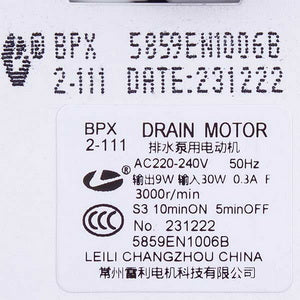 BPX 5859EN1006B
2-111 DATE:231222
BPX DRAIN MOTOR
2-111 排水泵用电动机
AC220-240V 50Hz
输出9W 输入30W 0.3A F
3000r/min
S3 10minON 5minOFF
No. 231222
5859EN1006B
LEILI CHANGZHOU CHINA
常州雷利电机科技有限公司